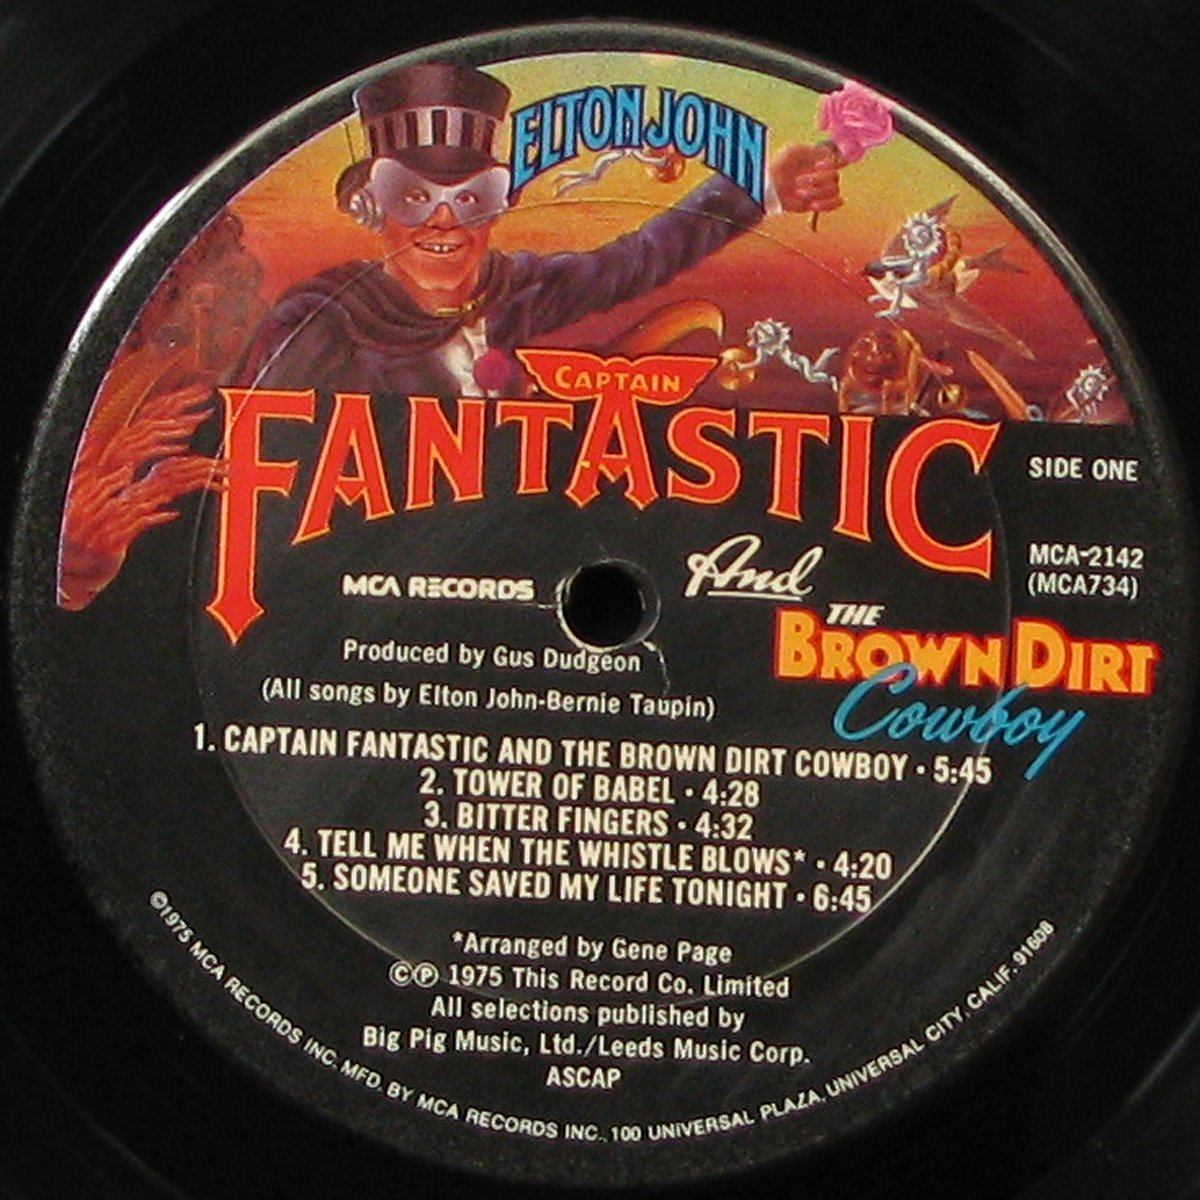 ELTON JOHN
CAPTAIN
FANTASTIC
And
THE
BROWN DIRT
Cowboy
SIDE ONE
MCA-2142
(MCA734)
MCA RECORDS
Produced by Gus Dudgeon
(All songs by Elton John-Bernie Taupin)
1. CAPTAIN FANTASTIC AND THE BROWN DIRT COWBOY • 5:45
2. TOWER OF BABEL • 4:28
3. BITTER FINGERS • 4:32
4. TELL ME WHEN THE WHISTLE BLOWS* • 4:20
5. SOMEONE SAVED MY LIFE TONIGHT • 6:45
*Arranged by Gene Page
©℗ 1975 This Record Co. Limited
All selections published by
Big Pig Music, Ltd./Leeds Music Corp.
ASCAP
©1975 MCA RECORDS INC. MFD. BY MCA RECORDS INC., 100 UNIVERSAL PLAZA, UNIVERSAL CITY, CALIF. 91608